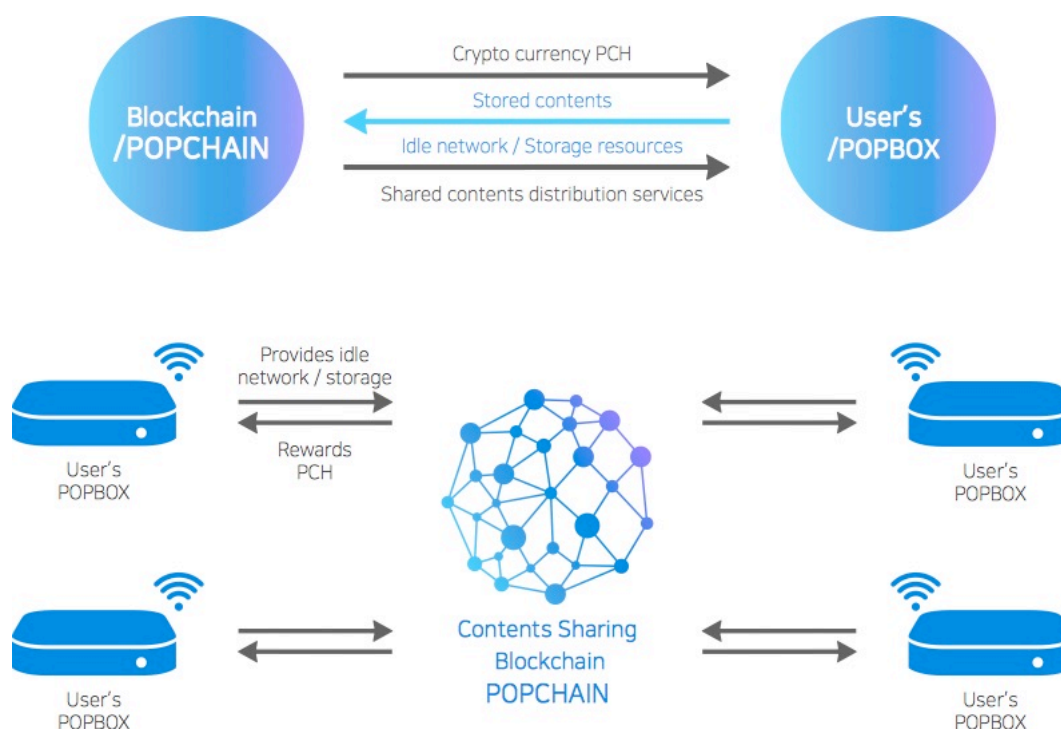 Crypto currency PCH
Blockchain
/POPCHAIN
Stored contents
User's
/POPBOX
Idle network / Storage resources
Shared contents distribution services
Provides idle
network / storage
Rewards
PCH
User's
POPBOX
User's
POPBOX
Contents Sharing
Blockchain
POPCHAIN
User's
POPBOX
User's
POPBOX